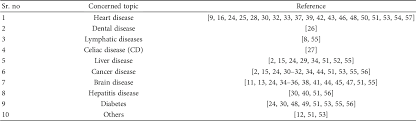 Sr. no Concerned topic Reference
1 Heart disease [9, 16, 24, 25, 28, 30, 32, 33, 37, 39, 42, 43, 46, 48, 50, 51, 53, 54, 57]
2 Dental disease [26]
3 Lymphatic diseases [8, 55]
4 Celiac disease (CD) [27]
5 Liver disease [2, 15, 24, 29, 34, 51, 52, 55]
6 Cancer disease [2, 15, 24, 30–32, 34, 44, 51, 53, 55, 56]
7 Brain disease [11, 13, 24, 34–36, 38, 41, 44, 45, 47, 51, 55]
8 Hepatitis disease [30, 40, 51, 56]
9 Diabetes [24, 30, 48, 49, 51, 53, 55, 56]
10 Others [12, 51, 53]